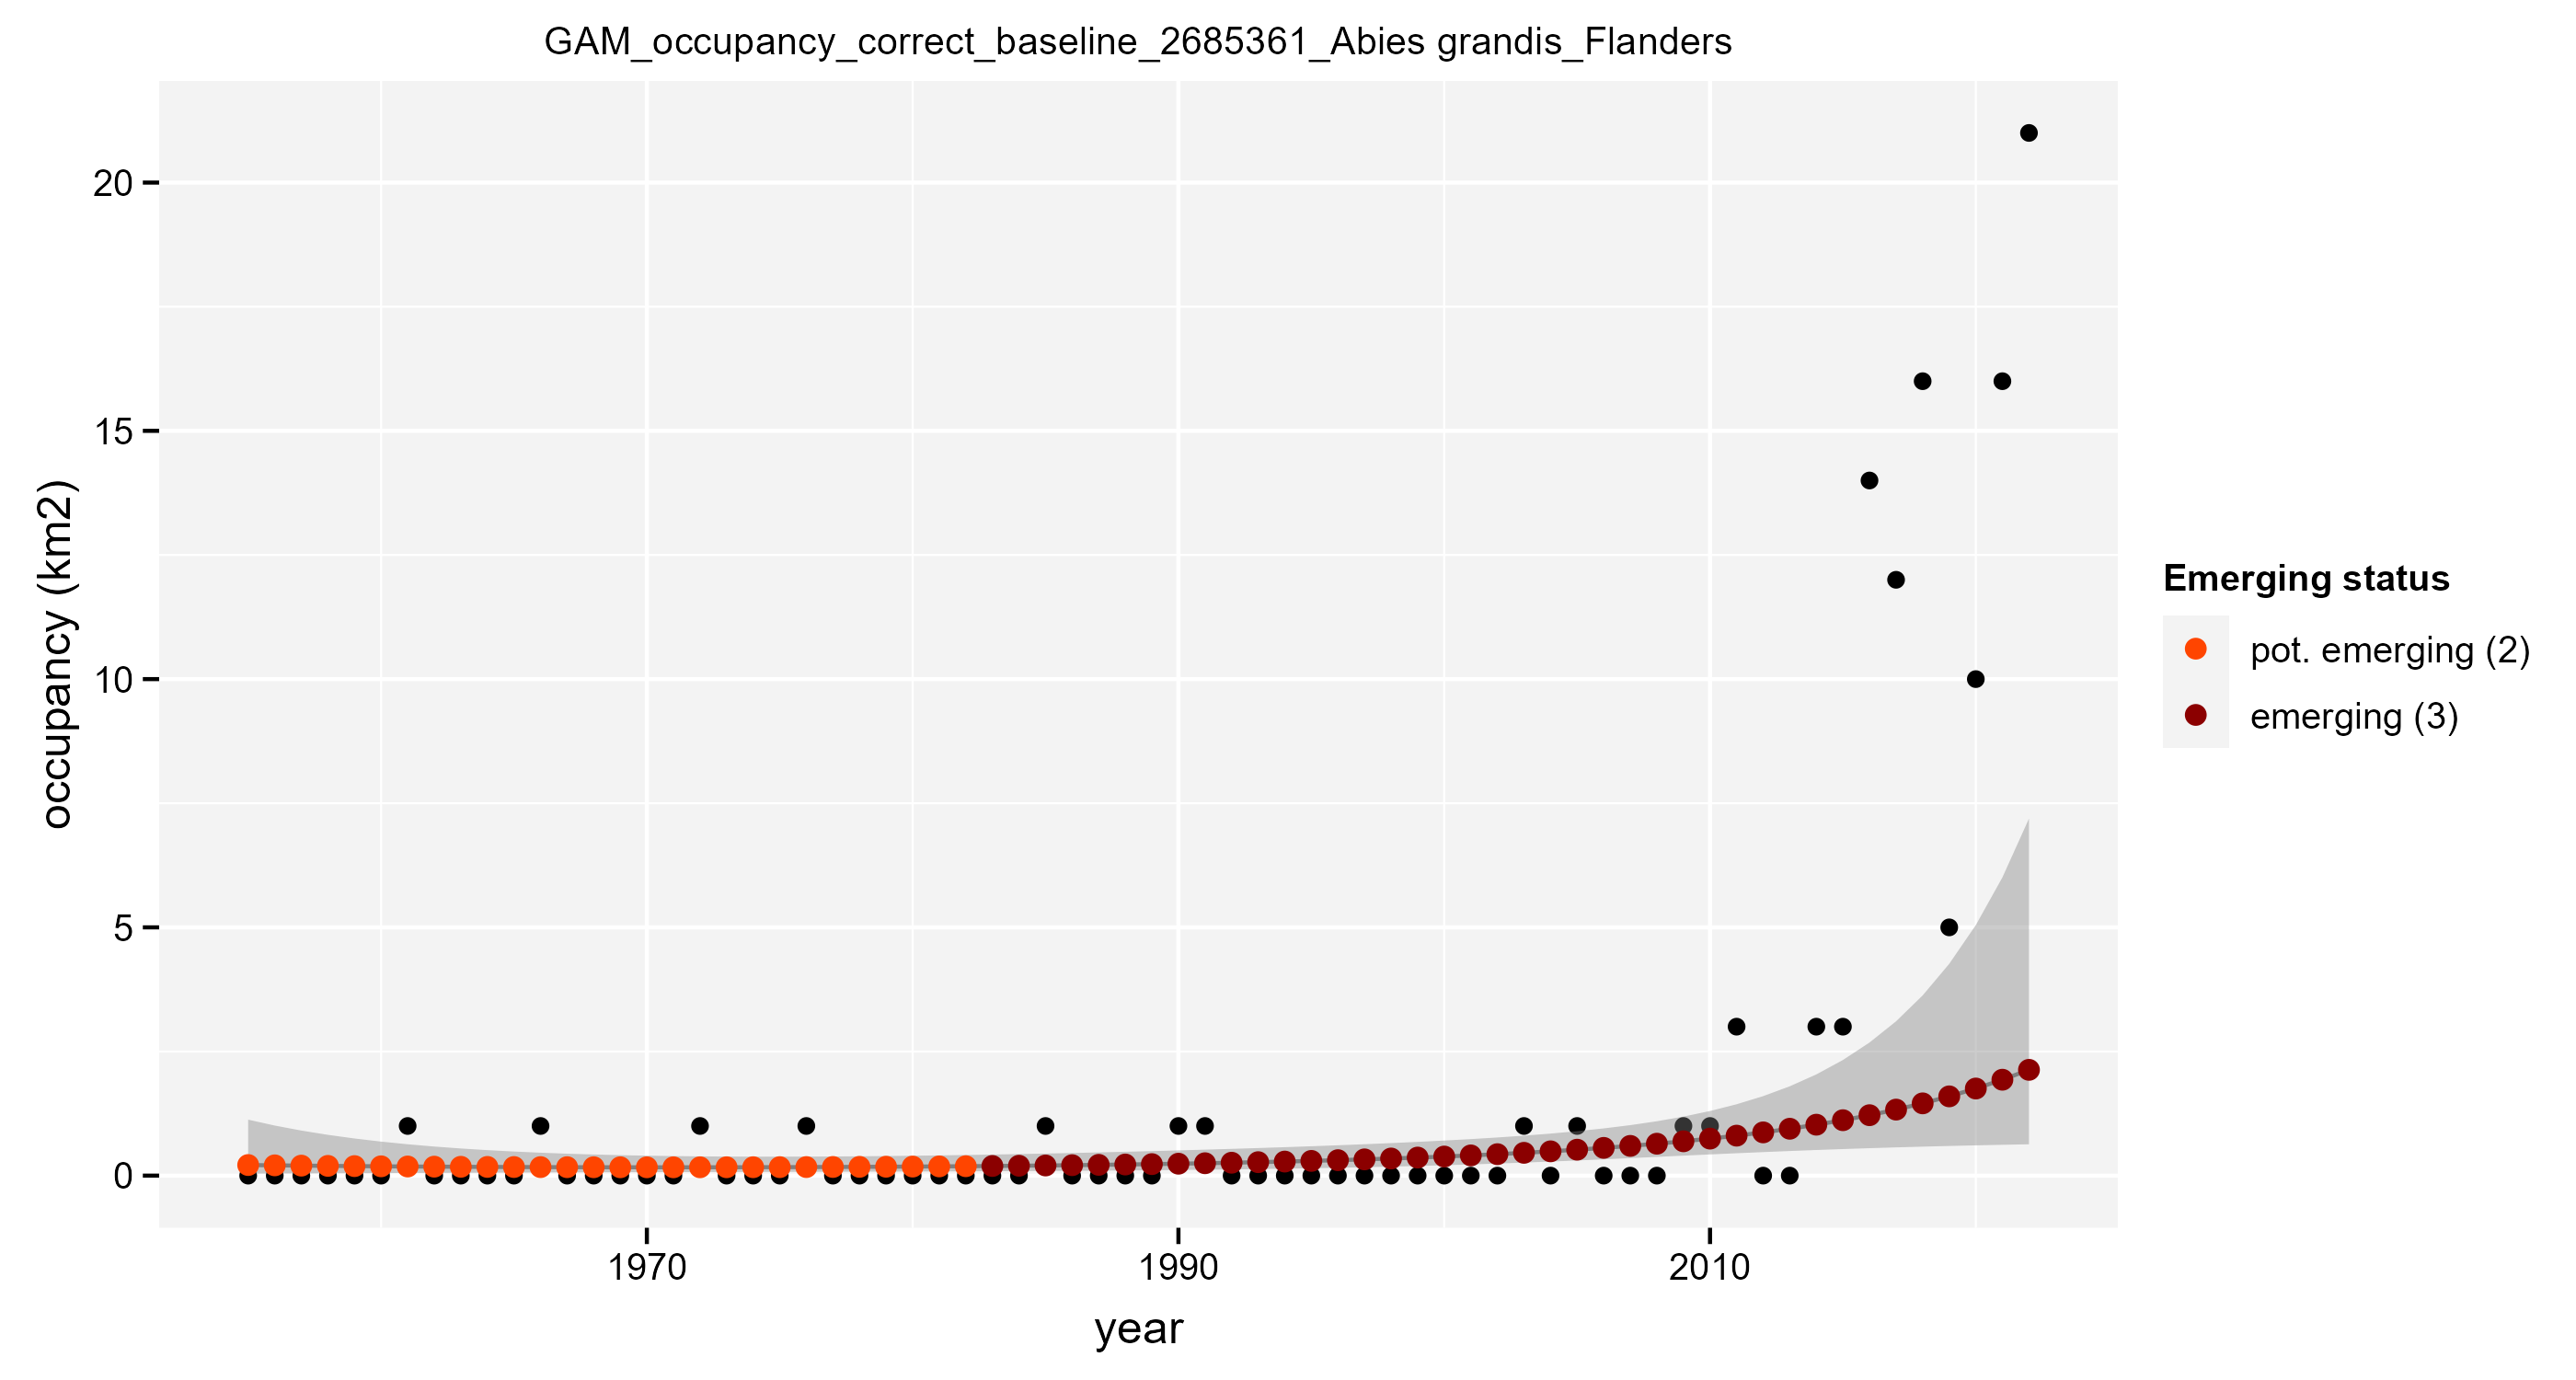 GAM_occupancy_correct_baseline_2685361_Abies grandis_Flanders
occupancy (km2)
20
15
10
5
0
1970
1990
2010
year
Emerging status
pot. emerging (2)
emerging (3)